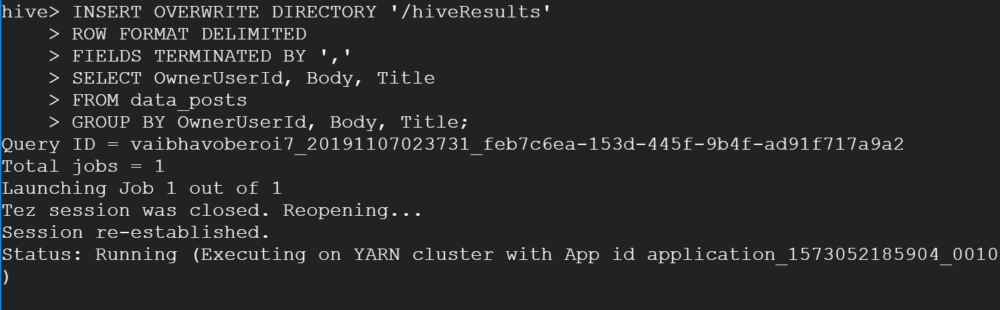 hive> INSERT OVERWRITE DIRECTORY '/hiveResults'
    > ROW FORMAT DELIMITED
    > FIELDS TERMINATED BY ','
    > SELECT OwnerUserId, Body, Title
    > FROM data_posts
    > GROUP BY OwnerUserId, Body, Title;
Query ID = vaibhavoberoi7_20191107023731_feb7c6ea-153d-445f-9b4f-ad91f717a9a2
Total jobs = 1
Launching Job 1 out of 1
Tez session was closed. Reopening...
Session re-established.
Status: Running (Executing on YARN cluster with App id application_1573052185904_0010
)